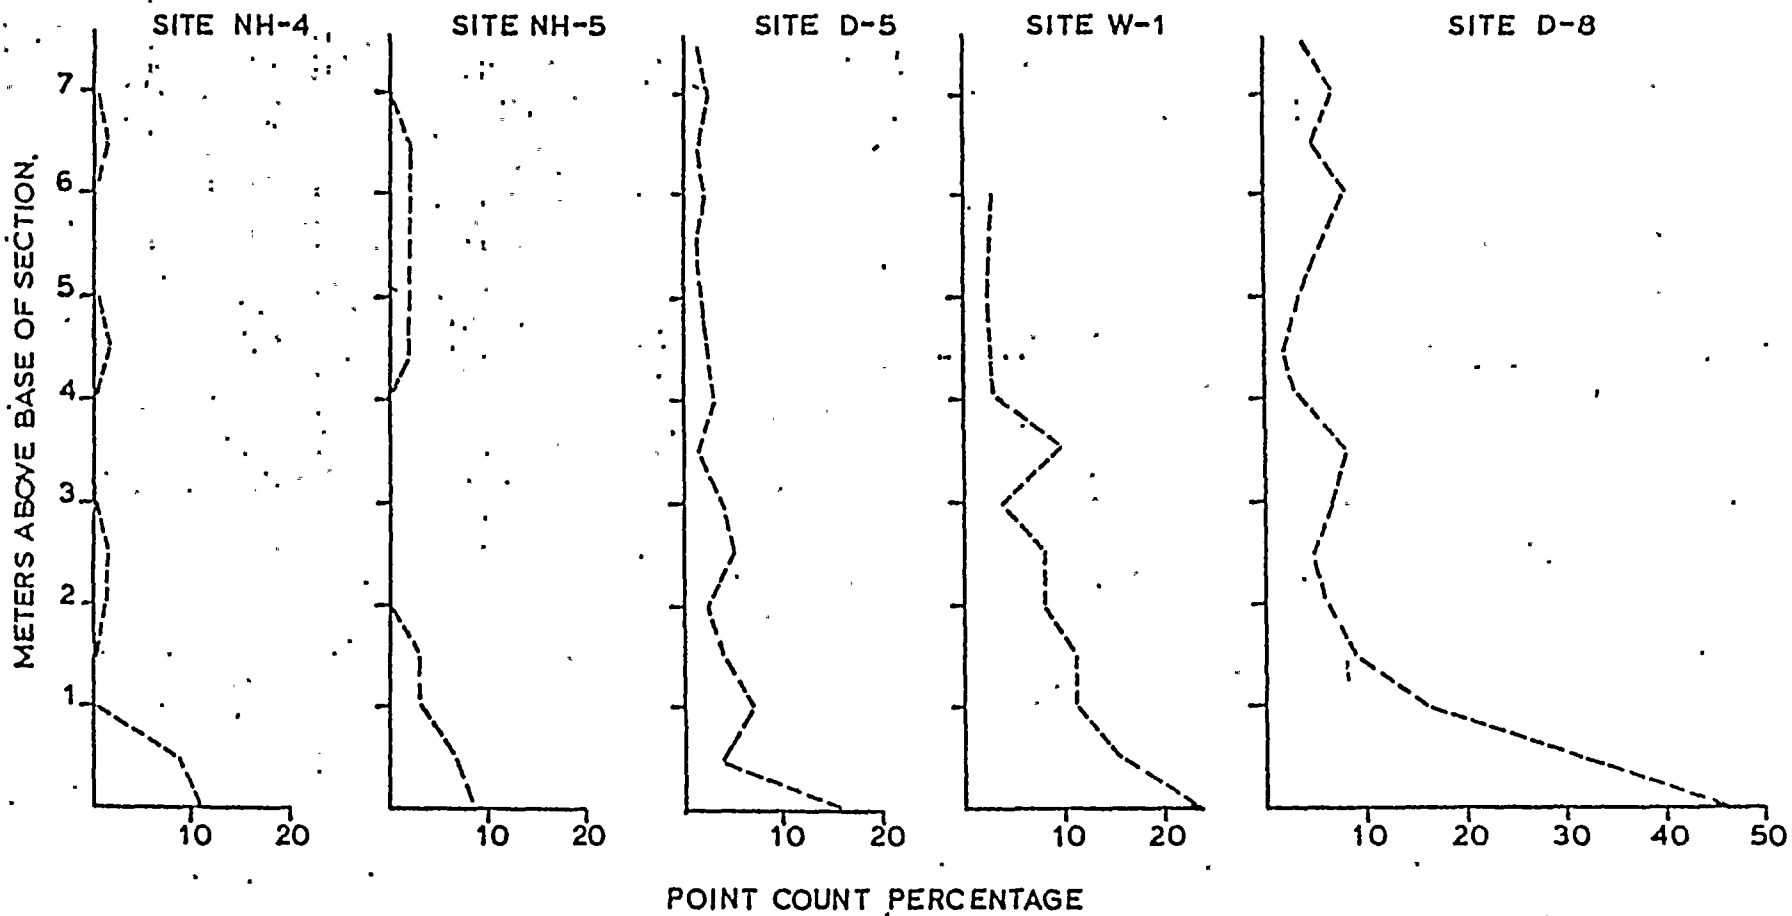 SITE NH-4 SITE NH-5 SITE D-5 SITE W-1 SITE D-8
METERS ABOVE BASE OF SECTION.
7
6
5
4
3
2
1
10 20 10 20 10 20 10 20 10 20 30 40 50
POINT COUNT PERCENTAGE